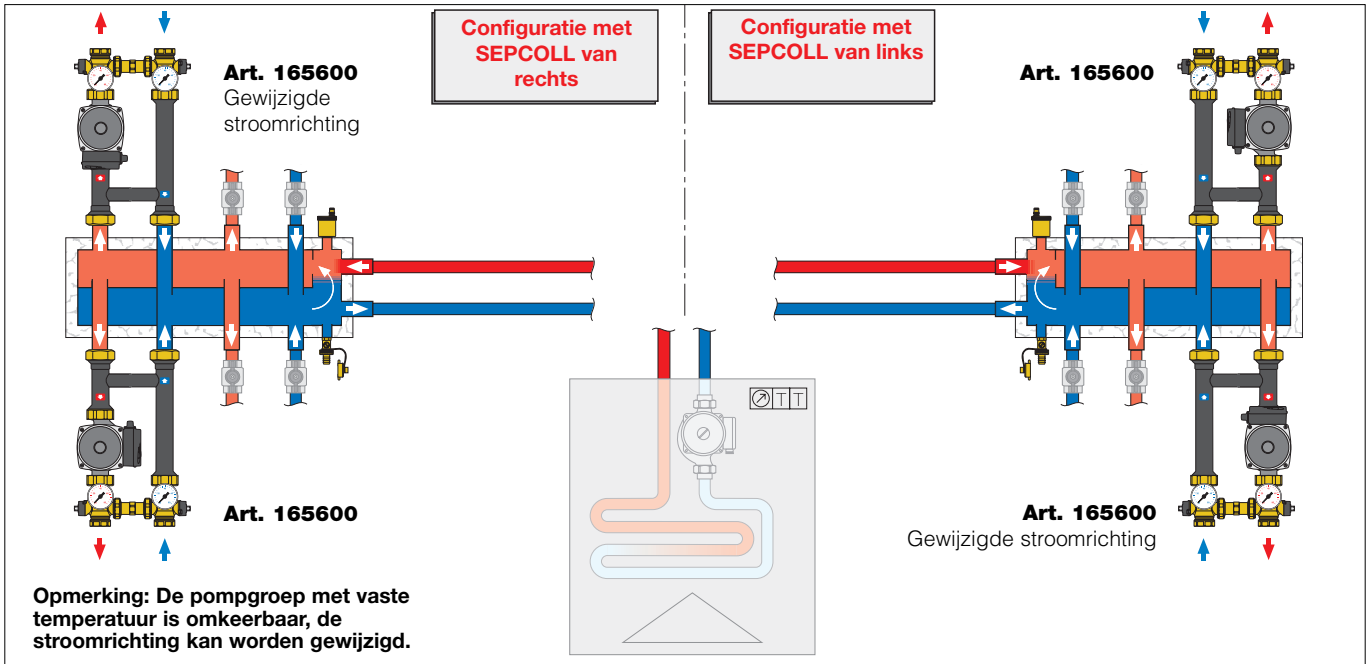 Configuratie met
SEPCOLL van
rechts
Configuratie met
SEPCOLL van links
Art. 165600
Gewijzigde
stroomrichting
Art. 165600
T T
Art. 165600
Art. 165600
Gewijzigde stroomrichting
Opmerking: De pompgroep met vaste
temperatuur is omkeerbaar, de
stroomrichting kan worden gewijzigd.